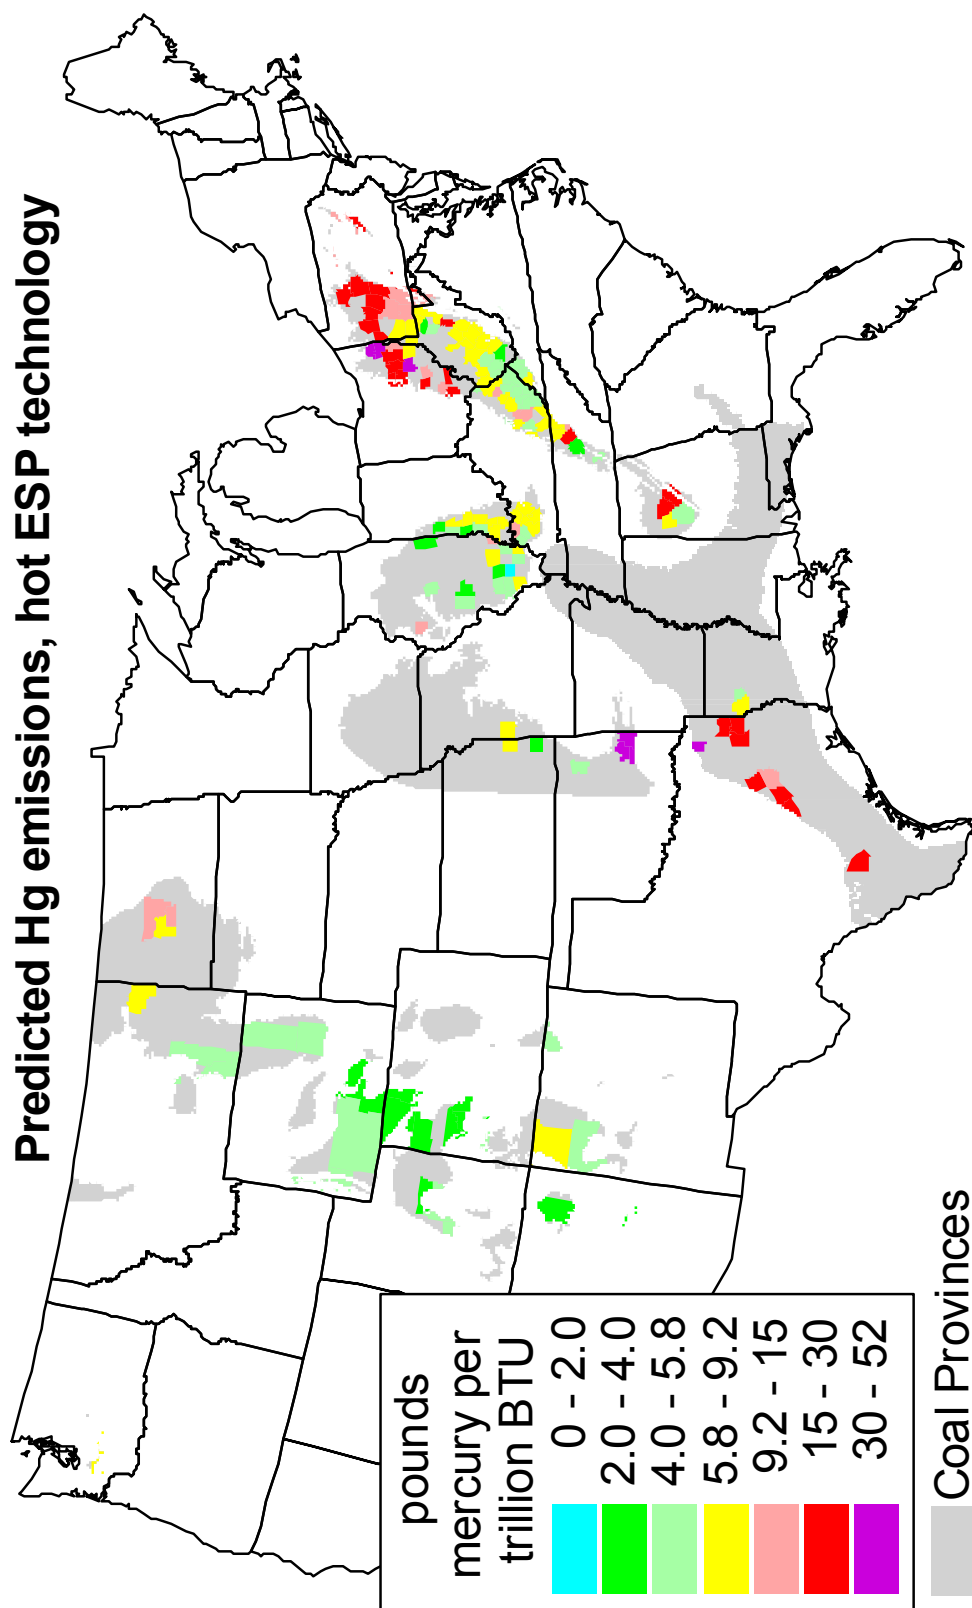 Predicted Hg emissions, hot ESP technology
pounds
mercury per
trillion BTU
0 - 2.0
2.0 - 4.0
4.0 - 5.8
5.8 - 9.2
9.2 - 15
15 - 30
30 - 52
Coal Provinces